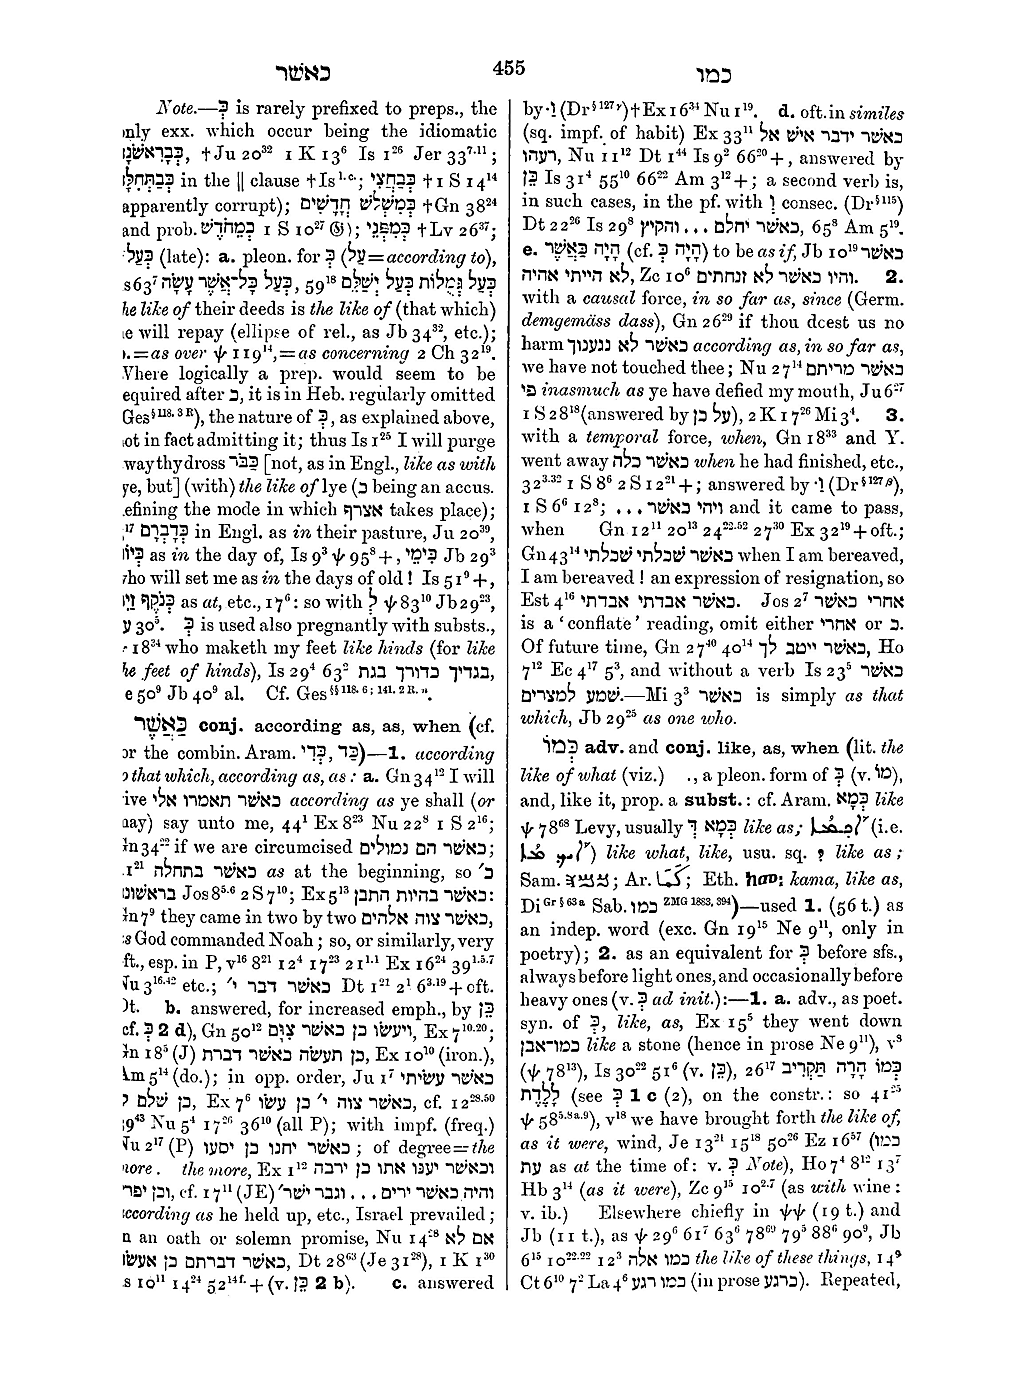 כאשר
455
כמו
Note.—כְּ is rarely prefixed to preps., the
only exx. which occur being the idiomatic
כְּבָרִאשֹׁנָ֫, †Ju 20³² 1 K 13⁶ Is 1²⁶ Jer 33⁷·¹¹;
כְּבַתְּחִלָּ֫ in the ‖ clause †Is ˡ·ᶜ·; כְּבַחֲצִי †1 S 14¹⁴
apparently corrupt); כְּמִשְׁלֹשׁ חֳדָשִׁים †Gn 38²⁴
and prob. כְּמֵחֹדֶשׁ 1 S 10²⁷ 𝔊); כְּמִפְּנֵי †Lv 26³⁷;
כְּעַל (late): a. pleon. for כְּ (עַל=according to),
s 63⁷ כְּעַל גְּמֻלוֹת כְּעַל יְשַׁלֵּם 59¹⁸, כְּעַל כָּל־אֲשֶׁר עָשָׂה
he like of their deeds is the like of (that which)
e will repay (ellipse of rel., as Jb 34³², etc.);
=as over ψ 119¹⁴,=as concerning 2 Ch 32¹⁹.
Where logically a prep. would seem to be
equired after כ, it is in Heb. regularly omitted
Ges§118. 3 R), the nature of כְּ, as explained above,
ot in fact admitting it; thus Is 1²⁵ I will purge
way thy dross כַּבֹּר [not, as in Engl., like as with
ye, but] (with) the like of lye (כ being an accus.
efining the mode in which אצרף takes place);
¹⁷ כְּדָבְרָם in Engl. as in their pasture, Ju 20³⁹,
כְּיוֹ as in the day of, Is 9³ ψ 95⁸+, כִּימֵי Jb 29³
who will set me as in the days of old! Is 51⁹+,
כְּנֹקֶף זַיִ as at, etc., 17⁶: so with לְ ψ 83¹⁰ Jb 29²³,
ע 30⁵. כְּ is used also pregnantly with substs.,
18³⁴ who maketh my feet like hinds (for like
he feet of hinds), Is 29⁴ 63² בגדיך כדורך בגת,
e 50⁹ Jb 40⁹ al. Cf. Ges§§118. 6; 141. 2 R.
כַּאֲשֶׁר conj. according as, as, when (cf.
or the combin. Aram. כַּד, כְּדִי)—1. according
o that which, according as, as: a. Gn 34¹² I will
ive כאשר תאמרו אלי according as ye shall (or
may) say unto me, 44¹ Ex 8²³ Nu 22⁸ 1 S 2¹⁶;
Gn 34²² if we are circumcised כאשר הם נמולים;
1²¹ כאשר בתחלה as at the beginning, so כ׳
בראשונ Jos 8⁵·⁶ 2 S 7¹⁰; Ex 5¹³ כאשר בהיות התבן:
Gn 7⁹ they came in two by two כאשר צוה אלהים,
as God commanded Noah; so, or similarly, very
ft., esp. in P, v¹⁶ 8²¹ 12⁴ 17²³ 21¹·¹ Ex 16²⁴ 39¹·⁵·⁷
Nu 3¹⁶·⁴² etc.; כאשר דבר י׳ Dt 1²¹ 2¹ 6³·¹⁹+oft.
Dt. b. answered, for increased emph., by כֵּן
cf. כְּ 2 d), Gn 50¹² ויעשׂו כן כאשר צִוָּם, Ex 7¹⁰·²⁰;
Gn 18⁵ (J) כן תעשׂה כאשר דברת, Ex 10¹⁰ (iron.),
Am 5¹⁴ (do.); in opp. order, Ju 1⁷ כאשר עשׂיתי
כן שלם ל, Ex 7⁶ כאשר צוה י׳ כן עשׂו, cf. 12²⁸·⁵⁰
39⁴³ Nu 5⁴ 17²⁶ 36¹⁰ (all P); with impf. (freq.)
Nu 2¹⁷ (P) כאשר יחנו כן יסעו; of degree=the
more . the more, Ex 1¹² וכאשר יענו אתו כן ירבה
וכן יפר, cf. 17¹¹ (JE) והיה כאשר ירים ... וגבר ישׂר׳
according as he held up, etc., Israel prevailed;
n an oath or solemn promise, Nu 14²⁸ אם לא
כאשר דברתם כן אעשׂו, Dt 28⁶³ (Je 31²⁸), 1 K 1³⁰
s 10¹¹ 14²⁴ 52¹⁴ᶠ·+(v. כֵּן 2 b). c. answered
by ·וְ (Dr§127 γ)†Ex 16³⁴ Nu 1¹⁹. d. oft. in similes
(sq. impf. of habit) Ex 33¹¹ כאשר ידבר איש אל
רעהו, Nu 11¹² Dt 1⁴⁴ Is 9² 66²⁰+, answered by
כֵּן Is 31⁴ 55¹⁰ 66²² Am 3¹²+; a second verb is,
in such cases, in the pf. with וְ consec. (Dr§115)
Dt 22²⁶ Is 29⁸ כאשר יחלם ... והקיץ, 65⁸ Am 5¹⁹.
e. הָיָה כַּאֲשֶׁר (cf. הָיָה כְּ) to be as if, Jb 10¹⁹ כאשר
לא הייתי אהיה, Zc 10⁶ והיו כאשר לא זנחתים. 2.
with a causal force, in so far as, since (Germ.
demgemäss dass), Gn 26²⁹ if thou doest us no
harm כאשר לא נגענוך according as, in so far as,
we have not touched thee; Nu 27¹⁴ כאשר מריתם
פי inasmuch as ye have defied my mouth, Ju 6²⁷
1 S 28¹⁸ (answered by על כן), 2 K 17²⁶ Mi 3⁴. 3.
with a temporal force, when, Gn 18³³ and Y.
went away כאשר כלה when he had finished, etc.,
32³·³² 1 S 8⁶ 2 S 12²¹+; answered by ·וַ (Dr§127 β),
1 S 6⁶ 12⁸; ... ויהי כאשר and it came to pass,
when Gn 12¹¹ 20¹³ 24²²·⁵² 27³⁰ Ex 32¹⁹+oft.;
Gn 43¹⁴ כאשר שׁכלתי שׁכלתי when I am bereaved,
I am bereaved! an expression of resignation, so
Est 4¹⁶ כאשר אבדתי אבדתי. Jos 2⁷ אחרי כאשר
is a ‘conflate’ reading, omit either אחרי or כ.
Of future time, Gn 27⁴⁰ 40¹⁴ כאשר ייטב לך, Ho
7¹² Ec 4¹⁷ 5³, and without a verb Is 23⁵ כאשר
שמע למצרים.—Mi 3³ כאשר is simply as that
which, Jb 29²⁵ as one who.
כְּמוֹ adv. and conj. like, as, when (lit. the
like of what (viz.) ., a pleon. form of כְּ (v. מוֹ),
and, like it, prop. a subst.: cf. Aram. כְּמָא like
ψ 78⁶⁸ Levy, usually כְּמָא דְ like as; (i.e.
) like what, like, usu. sq. like as;
Sam. ; Ar. كَمَا; Eth. ከመ: kama, like as,
Di Gr§63a Sab. כמו ZMG 1883, 394)—used 1. (56 t.) as
an indep. word (exc. Gn 19¹⁵ Ne 9¹¹, only in
poetry); 2. as an equivalent for כְּ before sfs.,
always before light ones, and occasionally before
heavy ones (v. כְּ ad init.):—1. a. adv., as poet.
syn. of כְּ, like, as, Ex 15⁵ they went down
כמו־אבן like a stone (hence in prose Ne 9¹¹), v⁸
(ψ 78¹³), Is 30²² 51⁶ (v. כֵּן), 26¹⁷ כְּמוֹ הָרָה תַּקְרִיב
לָלֶדֶת (see כְּ 1 c (2), on the constr.: so 41²⁵
ψ 58⁵·⁸ᵃ·⁹), v¹⁸ we have brought forth the like of,
as it were, wind, Je 13²¹ 15¹⁸ 50²⁶ Ez 16⁵⁷ (כמו
עת as at the time of: v. כְּ Note), Ho 7⁴ 8¹² 13⁷
Hb 3¹⁴ (as it were), Zc 9¹⁵ 10²·⁷ (as with wine:
v. ib.) Elsewhere chiefly in ψψ (19 t.) and
Jb (11 t.), as ψ 29⁶ 61⁷ 63⁶ 78⁶⁹ 79⁵ 88⁶ 90⁹, Jb
6¹⁵ 10²²·²² 12³ כמו אלה the like of these things, 14⁹
Ct 6¹⁰ 7² La 4⁶ כמו רגע (in prose כרגע). Repeated,